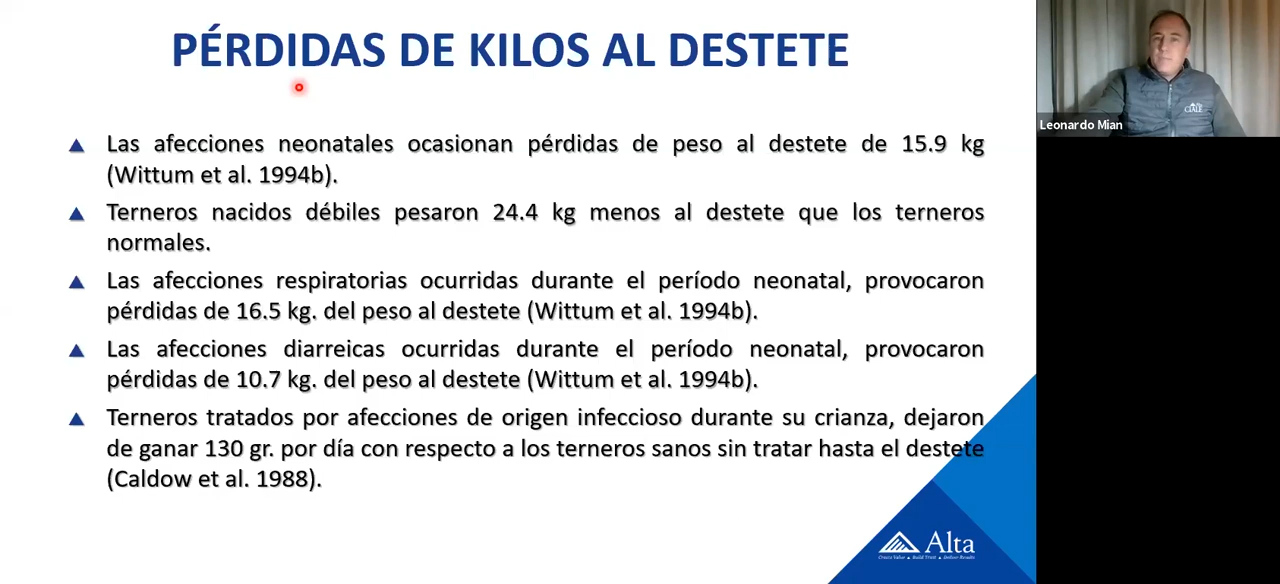 PÉRDIDAS DE KILOS AL DESTETE
Las afecciones neonatales ocasionan pérdidas de peso al destete de 15.9 kg
(Wittum et al. 1994b).
Terneros nacidos débiles pesaron 24.4 kg menos al destete que los terneros
normales.
Las afecciones respiratorias ocurridas durante el período neonatal, provocaron
pérdidas de 16.5 kg. del peso al destete (Wittum et al. 1994b).
Las afecciones diarreicas ocurridas durante el período neonatal, provocaron
pérdidas de 10.7 kg. del peso al destete (Wittum et al. 1994b).
Terneros tratados por afecciones de origen infeccioso durante su crianza, dejaron
de ganar 130 gr. por día con respecto a los terneros sanos sin tratar hasta el destete
(Caldow et al. 1988).
Alta
Create Value ▲ Build Trust ▲ Deliver Results
Leonardo Mian